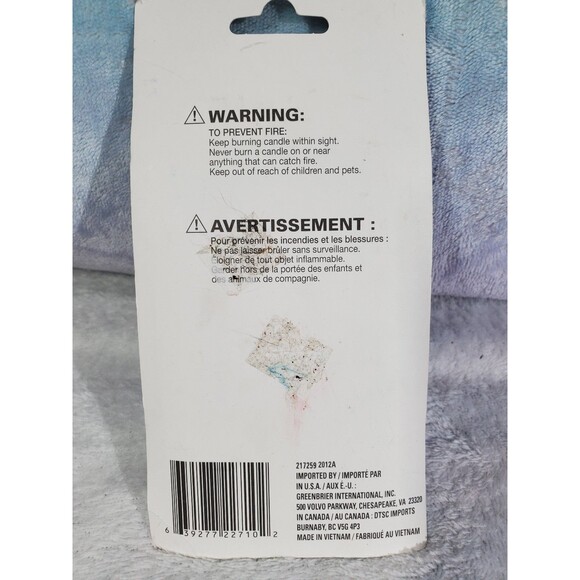 WARNING:
TO PREVENT FIRE:
Keep burning candle within sight.
Never burn a candle on or near
anything that can catch fire.
Keep out of reach of children and pets.
AVERTISSEMENT :
Pour prévenir les incendies et les blessures :
Ne pas laisser brûler sans surveillance.
Éloigner de tout objet inflammable.
Garder hors de la portée des enfants et
des animaux de compagnie.
217259 2012A
IMPORTED BY / IMPORTÉ PAR
IN U.S.A. / AUX É.-U. :
GREENBRIER INTERNATIONAL, INC.
500 VOLVO PARKWAY, CHESAPEAKE, VA 23320
IN CANADA / AU CANADA : DTSC IMPORTS
BURNABY, BC V5G 4P3
MADE IN VIETNAM / FABRIQUÉ AU VIETNAM
6 39277 22710 2